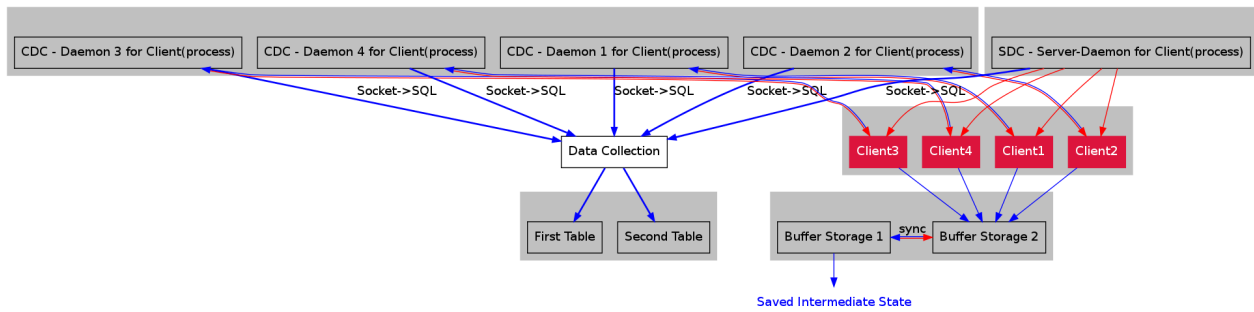 CDC - Daemon 3 for Client(process)
CDC - Daemon 4 for Client(process)
CDC - Daemon 1 for Client(process)
CDC - Daemon 2 for Client(process)
SDC - Server-Daemon for Client(process)
Socket->SQL
Socket->SQL
Socket->SQL
Socket->SQL
Socket->SQL
Data Collection
Client3
Client4
Client1
Client2
First Table
Second Table
Buffer Storage 1
sync
Buffer Storage 2
Saved Intermediate State